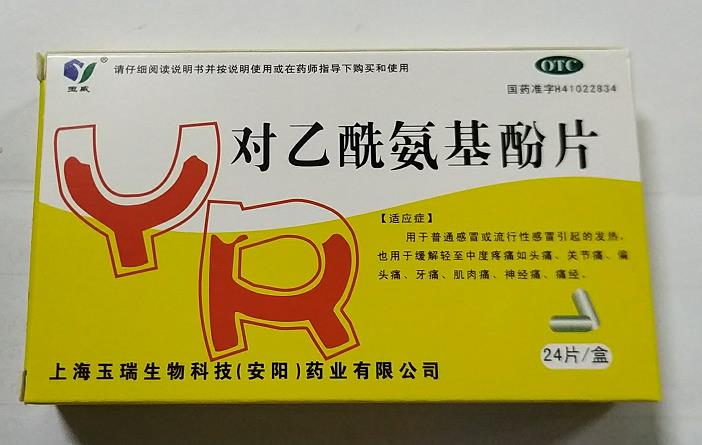 玉威
®
请仔细阅读说明书并按说明使用或在药师指导下购买和使用
OTC
国药准字H41022834
对乙酰氨基酚片
YR
【适应症】
用于普通感冒或流行性感冒引起的发热,
也用于缓解轻至中度疼痛如头痛、关节痛、偏
头痛、牙痛、肌肉痛、神经痛、痛经。
24片/盒
上海玉瑞生物科技(安阳)药业有限公司